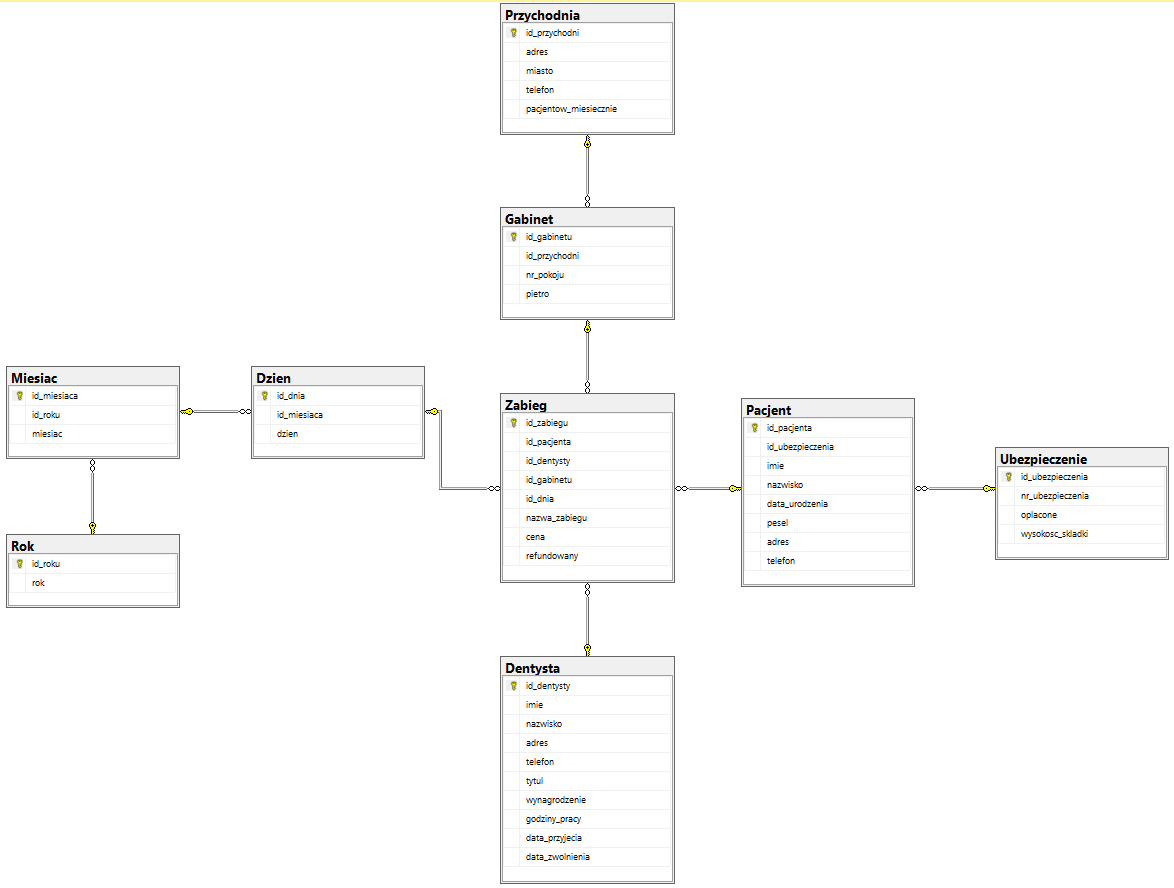 Przychodnia
id_przychodni
adres
miasto
telefon
pacjentow_miesiecznie
Gabinet
id_gabinetu
id_przychodni
nr_pokoju
pietro
Miesiac
id_miesiaca
id_roku
miesiac
Dzien
id_dnia
id_miesiaca
dzien
Zabieg
id_zabiegu
id_pacjenta
id_dentysty
id_gabinetu
id_dnia
nazwa_zabiegu
cena
refundowany
Pacjent
id_pacjenta
id_ubezpieczenia
imie
nazwisko
data_urodzenia
pesel
adres
telefon
Ubezpieczenie
id_ubezpieczenia
nr_ubezpieczenia
oplacone
wysokosc_skladki
Rok
id_roku
rok
Dentysta
id_dentysty
imie
nazwisko
adres
telefon
tytul
wynagrodzenie
godziny_pracy
data_przyjecia
data_zwolnienia